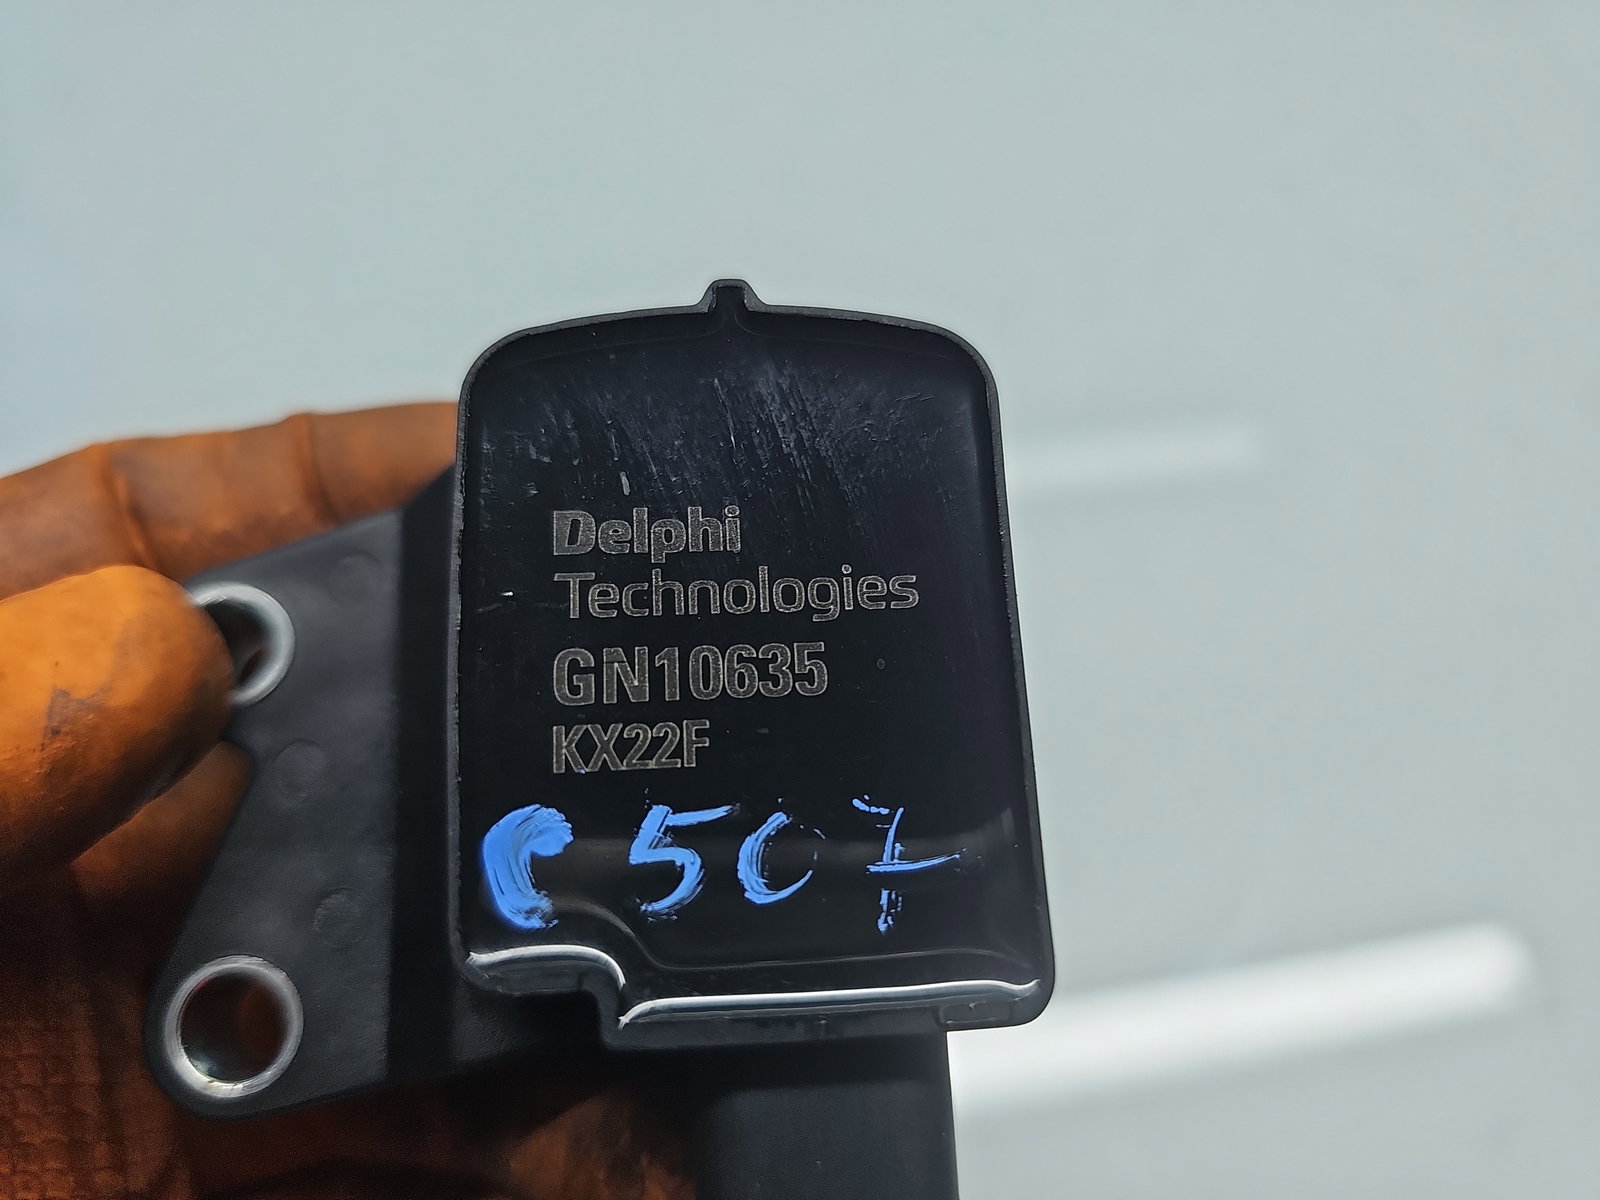 Delphi
Technologies
GN10635
KX22F
C507